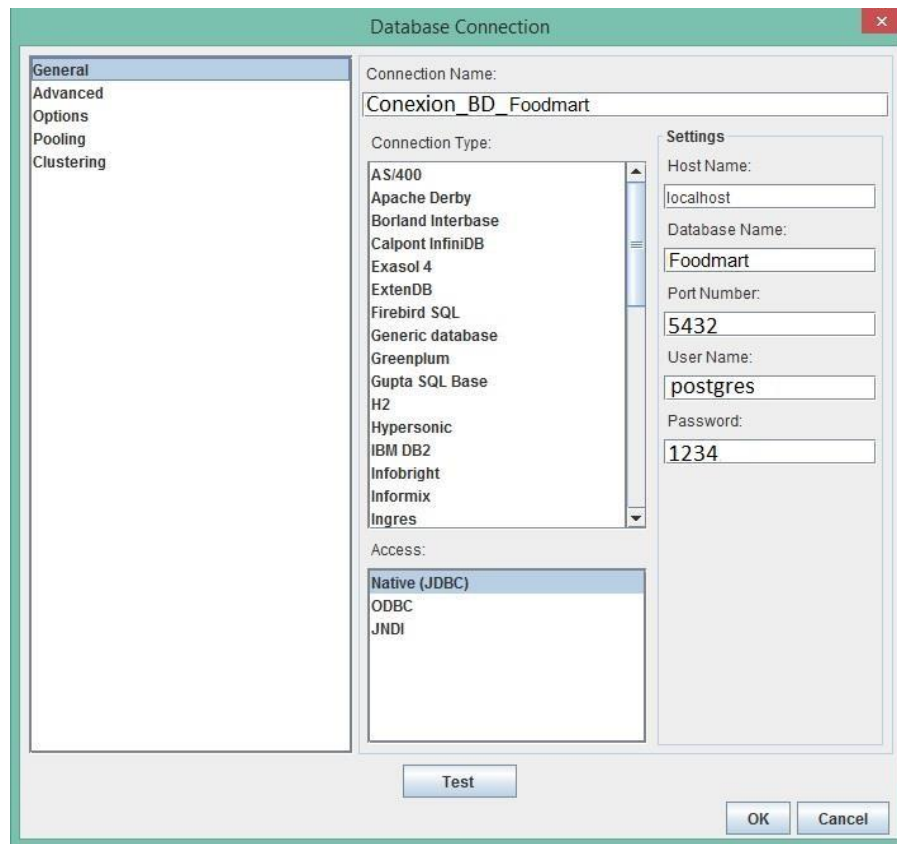 Database Connection
General
Advanced
Options
Pooling
Clustering
Connection Name:
Conexion_BD_Foodmart
Connection Type:
AS/400
Apache Derby
Borland Interbase
Calpont InfiniDB
Exasol 4
ExtenDB
Firebird SQL
Generic database
Greenplum
Gupta SQL Base
H2
Hypersonic
IBM DB2
Infobright
Informix
Ingres
Access:
Native (JDBC)
ODBC
JNDI
Settings
Host Name:
localhost
Database Name:
Foodmart
Port Number:
5432
User Name:
postgres
Password:
1234
Test
OK
Cancel